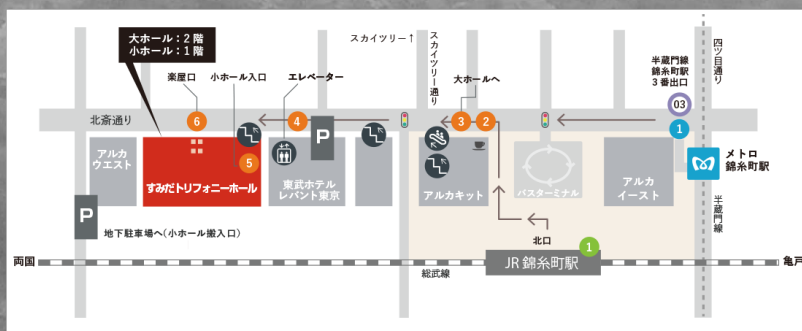 大ホール：2 階
小ホール：1 階
スカイツリー↑
スカイツリー通り
四ツ目通り
半蔵門線
錦糸町駅
3 番出口
03
楽屋口
小ホール入口
エレベーター
大ホールへ
北斎通り
6
4
3
2
1
P
5
アルカ
ウエスト
すみだトリフォニーホール
東武ホテル
レバント東京
アルカキット
バスターミナル
アルカ
イースト
メトロ
錦糸町駅
P
地下駐車場へ(小ホール搬入口)
北口
1
半蔵門線
両国
総武線
JR 錦糸町駅
亀戸